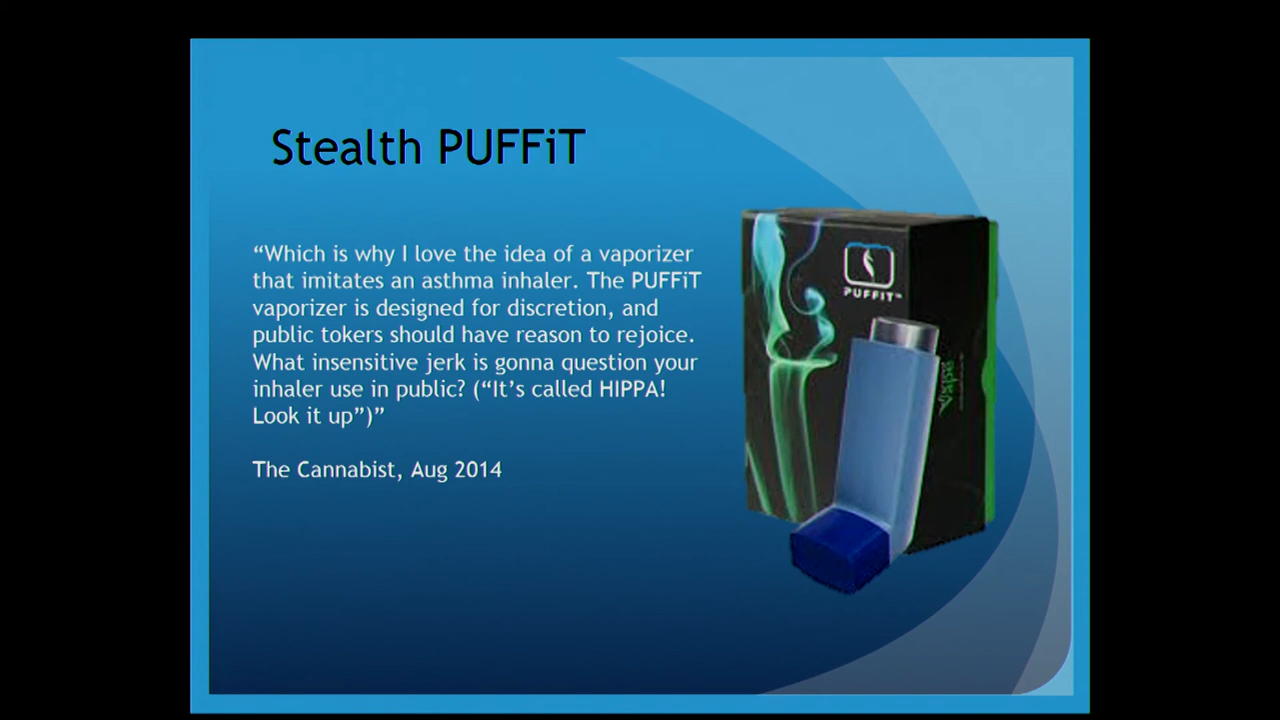 Stealth PUFFiT
“Which is why I love the idea of a vaporizer
that imitates an asthma inhaler. The PUFFiT
vaporizer is designed for discretion, and
public tokers should have reason to rejoice.
What insensitive jerk is gonna question your
inhaler use in public? (“It’s called HIPPA!
Look it up”)”
The Cannabist, Aug 2014
PUFFiT™